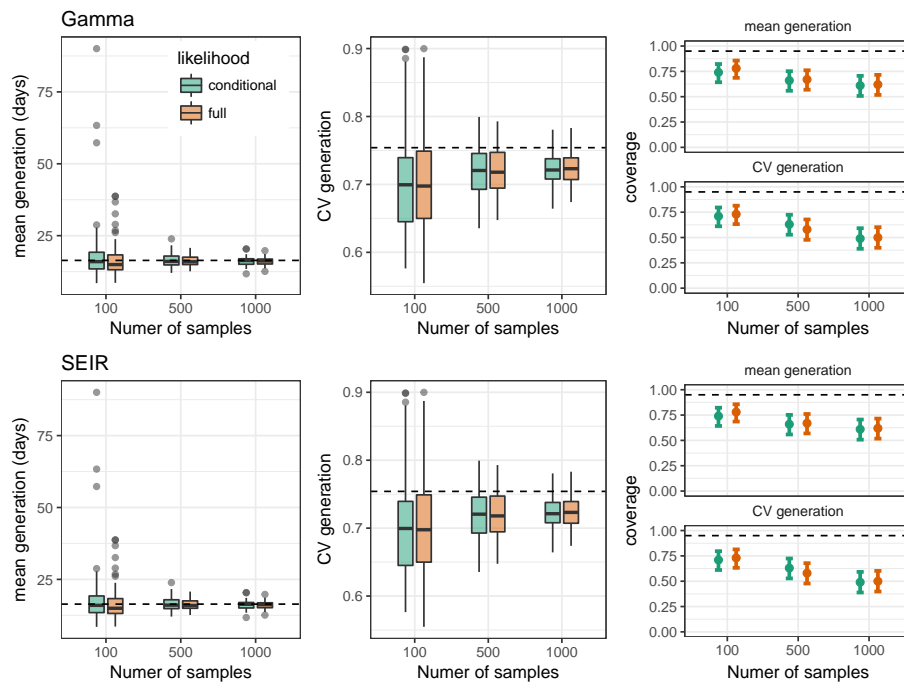 Gamma
mean generation (days)
75
50
25
likelihood
conditional
full
100
500
1000
Numer of samples
CV generation
0.9
0.8
0.7
0.6
100
500
1000
Numer of samples
coverage
mean generation
1.00
0.75
0.50
0.25
0.00
CV generation
1.00
0.75
0.50
0.25
0.00
100
500
1000
Numer of samples
SEIR
mean generation (days)
75
50
25
100
500
1000
Numer of samples
CV generation
0.9
0.8
0.7
0.6
100
500
1000
Numer of samples
coverage
mean generation
1.00
0.75
0.50
0.25
0.00
CV generation
1.00
0.75
0.50
0.25
0.00
100
500
1000
Numer of samples